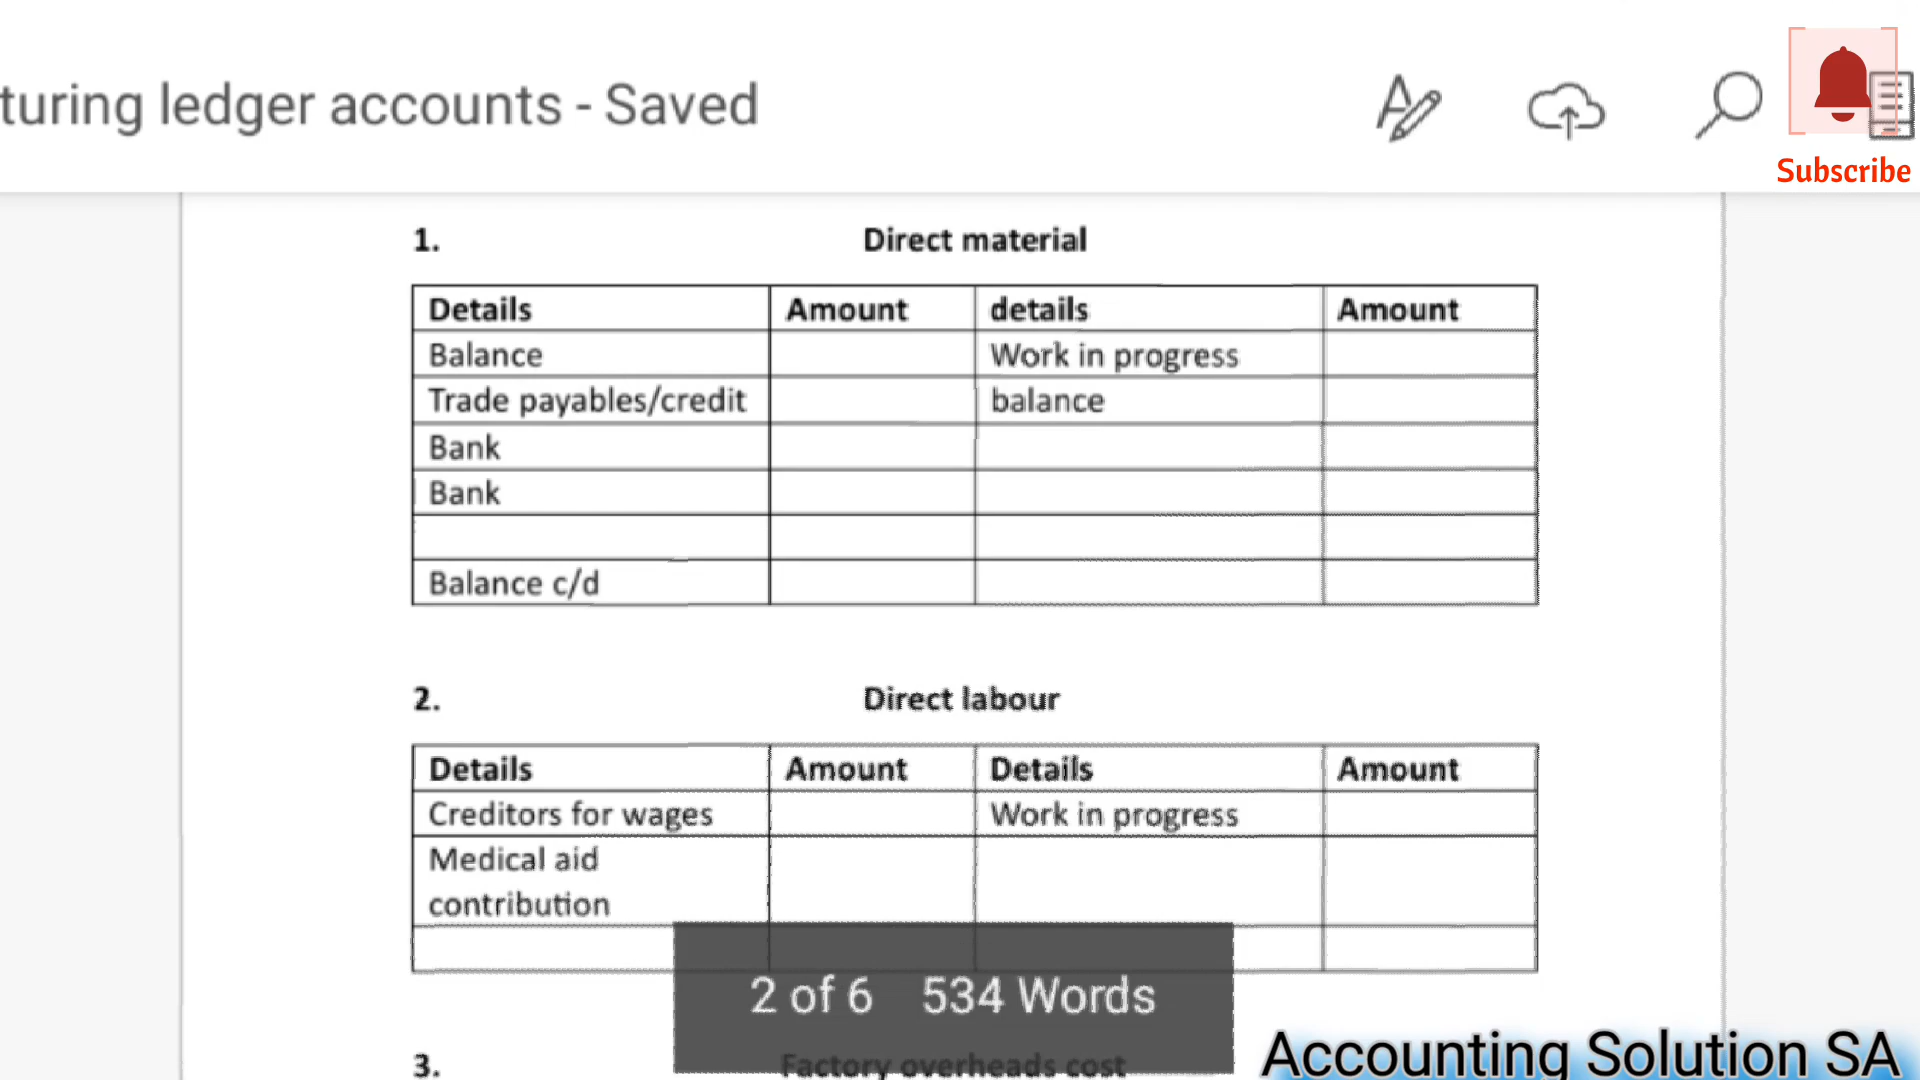 turing ledger accounts - Saved
Subscribe
1. Direct material
Details Amount details Amount
Balance Work in progress
Trade payables/credit balance
Bank
Bank
Balance c/d
2. Direct labour
Details Amount Details Amount
Creditors for wages Work in progress
Medical aid
contribution
2 of 6 534 Words
3. Factory overheads cost
Accounting Solution SA